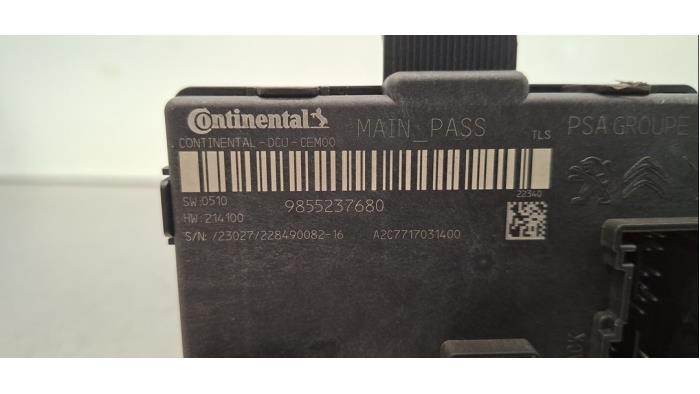 Continental MAIN_PASS TLS PSA GROUPE
CONTINENTAL-DCU-CEM00
22340
SW:0510
9855237680
HW:214100
S/N: /23027/228490082-16 A2C7717031400